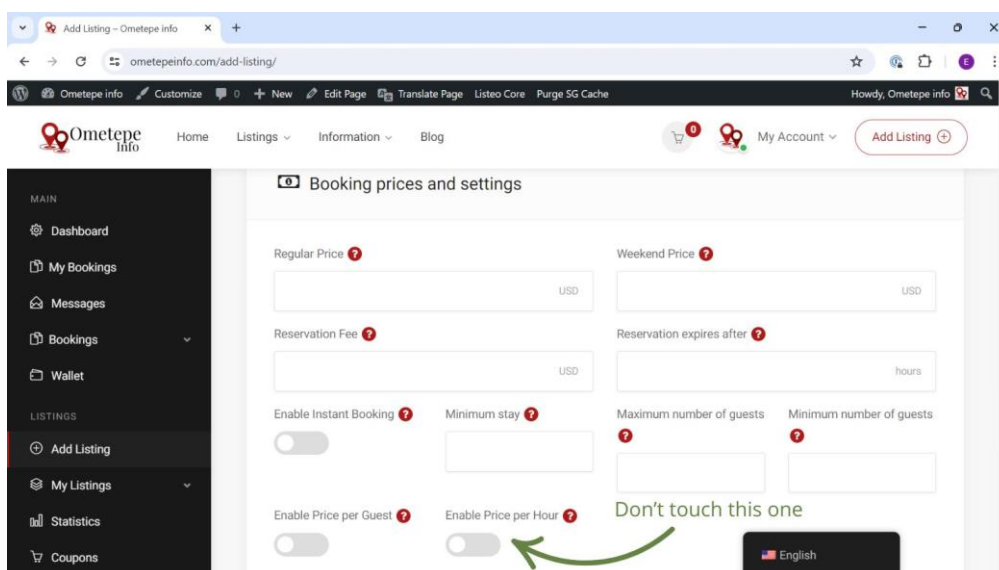 Add Listing – Ometepe info
ometepeinfo.com/add-listing/
E
Ometepe info Customize 0 New Edit Page Translate Page Listeo Core Purge SG Cache Howdy, Ometepe info
Ometepe Info Home Listings Information Blog 0 My Account Add Listing
MAIN
Dashboard
My Bookings
Messages
Bookings
Wallet
LISTINGS
Add Listing
My Listings
Statistics
Coupons
Booking prices and settings
Regular Price ? Weekend Price ?
USD USD
Reservation Fee ? Reservation expires after ?
USD hours
Enable Instant Booking ? Minimum stay ? Maximum number of guests ? Minimum number of guests ?
Enable Price per Guest ? Enable Price per Hour ? Don't touch this one
English